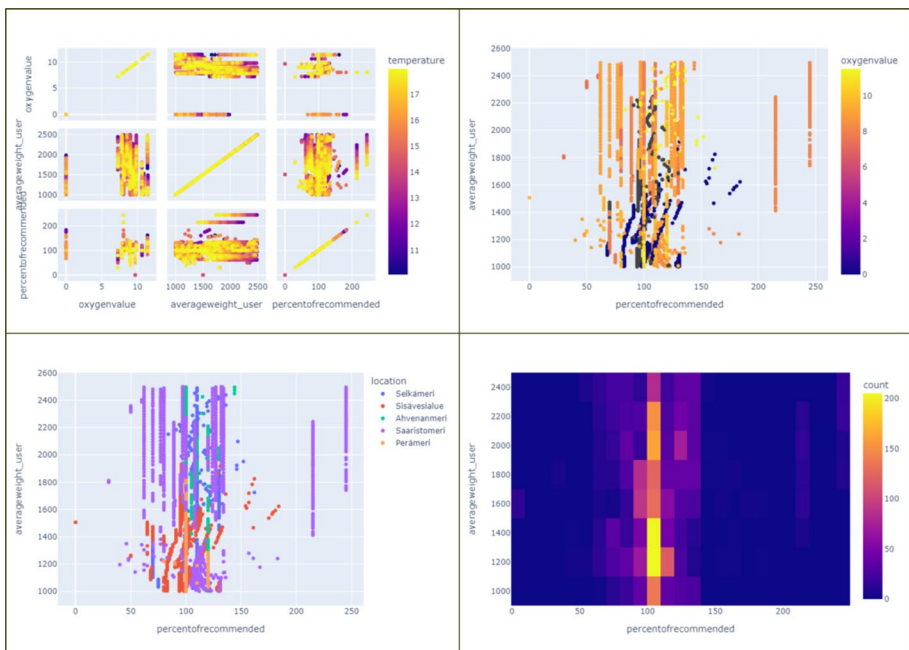 oxygenvalue
10
5
0
averageweight_user
2500
2000
1500
1000
percentofrecommended
200
100
0
0 5 10
1000 1500 2000 2500
0 100 200
oxygenvalue averageweight_user percentofrecommended
temperature
17
16
15
14
13
12
11
averageweight_user
2600
2400
2200
2000
1800
1600
1400
1200
1000
0 50 100 150 200 250
percentofrecommended
oxygenvalue
10
8
6
4
2
0
averageweight_user
2600
2400
2200
2000
1800
1600
1400
1200
1000
0 50 100 150 200 250
percentofrecommended
location
Selkämeri
Sisävesialue
Ahvenanmeri
Saaristomeri
Perämeri
averageweight_user
2400
2200
2000
1800
1600
1400
1200
1000
50 100 150 200
percentofrecommended
count
200
150
100
50
0